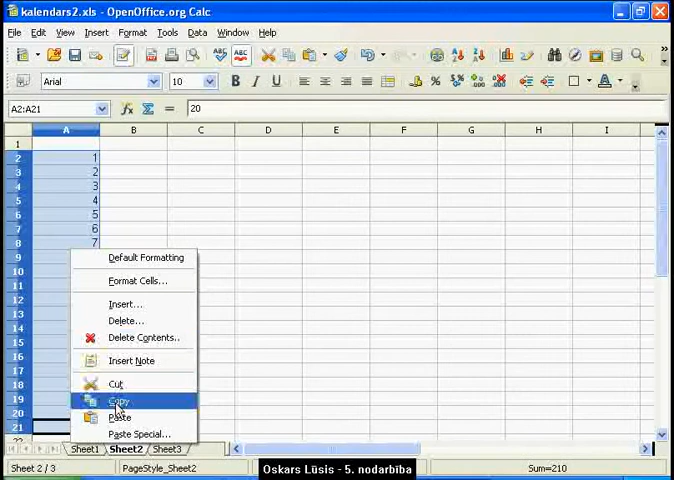 kalendars2.xls - OpenOffice.org Calc
File Edit View Insert Format Tools Data Window Help
Arial 10 B I U
A2:A21 fx Σ = 20
A B C D E F G H I
1
2 1
3 2
4 3
5 4
6 5
7 6
8 7
9
10
11
12
13
14
15
16
17
18
19
20
21
Default Formatting
Format Cells...
Insert...
Delete...
Delete Contents...
Insert Note
Cut
Copy
Paste
Paste Special...
Sheet1 Sheet2 Sheet3
Sheet 2 / 3 PageStyle_Sheet2 Sum=210
Oskars Lūsis - 5. nodarbība